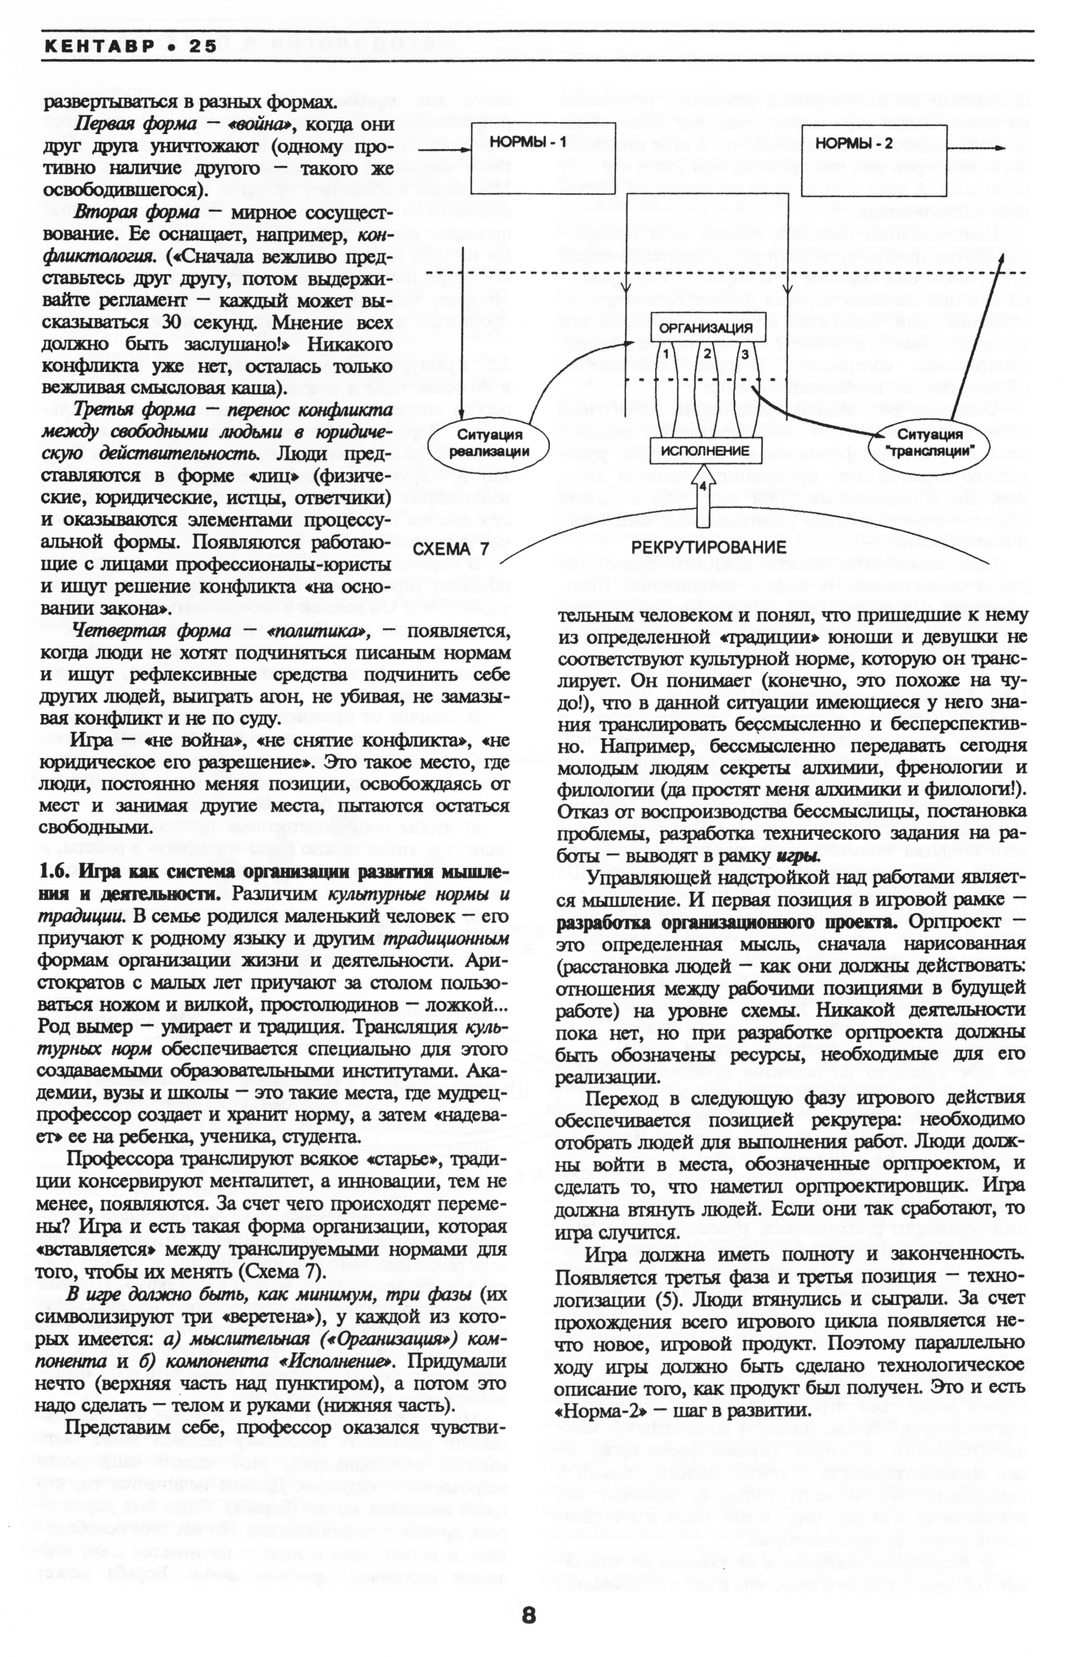 КЕНТАВР • 25
развертываться в разных формах.
Первая форма — «война», когда они
друг друга уничтожают (одному про-
тивно наличие другого — такого же
освободившегося).
Вторая форма — мирное сосущест-
вование. Ее оснащает, например, кон-
фликтология. («Сначала вежливо пред-
ставьтесь друг другу, потом выдержи-
вайте регламент — каждый может вы-
сказываться 30 секунд. Мнение всех
должно быть заслушано!» Никакого
конфликта уже нет, осталась только
вежливая смысловая каша).
Третья форма — перенос конфликта
между свободными людьми в юридиче-
скую действительность. Люди пред-
ставляются в форме «лиц» (физиче-
ские, юридические, истцы, ответчики)
и оказываются элементами процессу-
альной формы. Появляются работаю-
щие с лицами профессионалы-юристы
и ищут решение конфликта «на осно-
вании закона».
Четвертая форма — «политика», — появляется,
когда люди не хотят подчиняться писаным нормам
и ищут рефлексивные средства подчинить себе
других людей, выиграть агон, не убивая, не замазы-
вая конфликт и не по суду.
Игра — «не война», «не снятие конфликта», «не
юридическое его разрешение». Это такое место, где
люди, постоянно меняя позиции, освобождаясь от
мест и занимая другие места, пытаются остаться
свободными.
1.6. Игра как система организации развития мышле-
ния и деятельности. Различим культурные нормы и
традиции. В семье родился маленький человек — его
приучают к родному языку и другим традиционным
формам организации жизни и деятельности. Ари-
стократов с малых лет приучают за столом пользо-
ваться ножом и вилкой, простолюдинов — ложкой...
Род вымер — умирает и традиция. Трансляция куль-
турных норм обеспечивается специально для этого
создаваемыми образовательными институтами. Ака-
демии, вузы и школы — это такие места, где мудрец-
профессор создает и хранит норму, а затем «надева-
ет» ее на ребенка, ученика, студента.
Профессора транслируют всякое «старье», тради-
ции консервируют менталитет, а инновации, тем не
менее, появляются. За счет чего происходят переме-
ны? Игра и есть такая форма организации, которая
«вставляется» между транслируемыми нормами для
того, чтобы их менять (Схема 7).
В игре должно быть, как минимум, три фазы (их
символизируют три «веретена»), у каждой из кото-
рых имеется: а) мыслительная («Организация») ком-
понента и б) компонента «Исполнение». Придумали
нечто (верхняя часть над пунктиром), а потом это
надо сделать — телом и руками (нижняя часть).
Представим себе, профессор оказался чувстви-
НОРМЫ - 1
НОРМЫ - 2
ОРГАНИЗАЦИЯ
1 2 3
Ситуация
реализации
ИСПОЛНЕНИЕ
Ситуация
"трансляции"
4
СХЕМА 7
РЕКРУТИРОВАНИЕ
тельным человеком и понял, что пришедшие к нему
из определенной «традиции» юноши и девушки не
соответствуют культурной норме, которую он транс-
лирует. Он понимает (конечно, это похоже на чу-
до!), что в данной ситуации имеющиеся у него зна-
ния транслировать бессмысленно и бесперспектив-
но. Например, бессмысленно передавать сегодня
молодым людям секреты алхимии, френологии и
филологии (да простят меня алхимики и филологи!).
Отказ от воспроизводства бессмыслицы, постановка
проблемы, разработка технического задания на ра-
боты — выводят в рамку игры.
Управляющей надстройкой над работами являет-
ся мышление. И первая позиция в игровой рамке —
разработка организационного проекта. Оргпроект —
это определенная мысль, сначала нарисованная
(расстановка людей — как они должны действовать:
отношения между рабочими позициями в будущей
работе) на уровне схемы. Никакой деятельности
пока нет, но при разработке оргпроекта должны
быть обозначены ресурсы, необходимые для его
реализации.
Переход в следующую фазу игрового действия
обеспечивается позицией рекрутера: необходимо
отобрать людей для выполнения работ. Люди долж-
ны войти в места, обозначенные оргпроектом, и
сделать то, что наметил оргпроектировщик. Игра
должна втянуть людей. Если они так сработают, то
игра случится.
Игра должна иметь полноту и законченность.
Появляется третья фаза и третья позиция — техно-
логизации (5). Люди втянулись и сыграли. За счет
прохождения всего игрового цикла появляется не-
что новое, игровой продукт. Поэтому параллельно
ходу игры должно быть сделано технологическое
описание того, как продукт был получен. Это и есть
«Норма-2» — шаг в развитии.
8